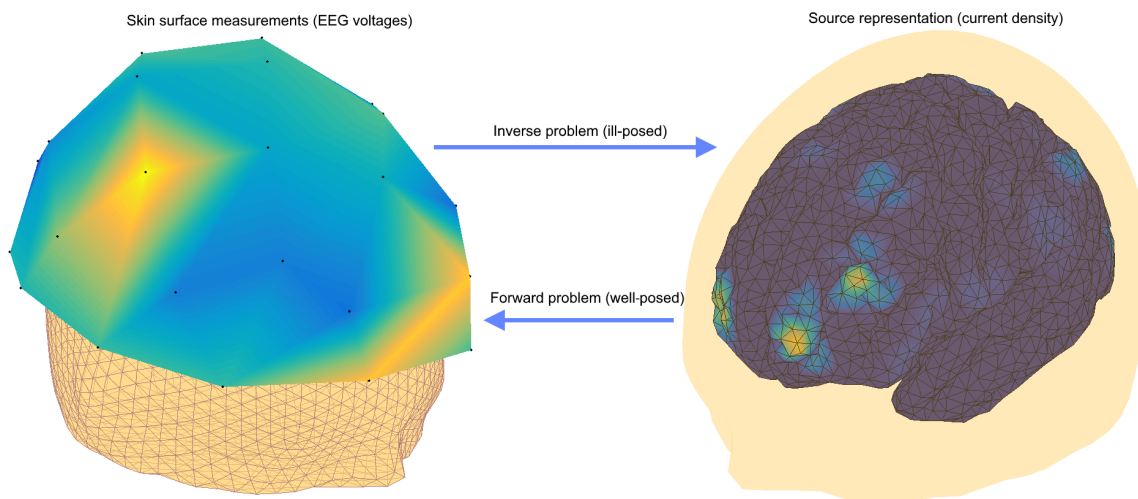 Skin surface measurements (EEG voltages)
Source representation (current density)
Inverse problem (ill-posed)
Forward problem (well-posed)